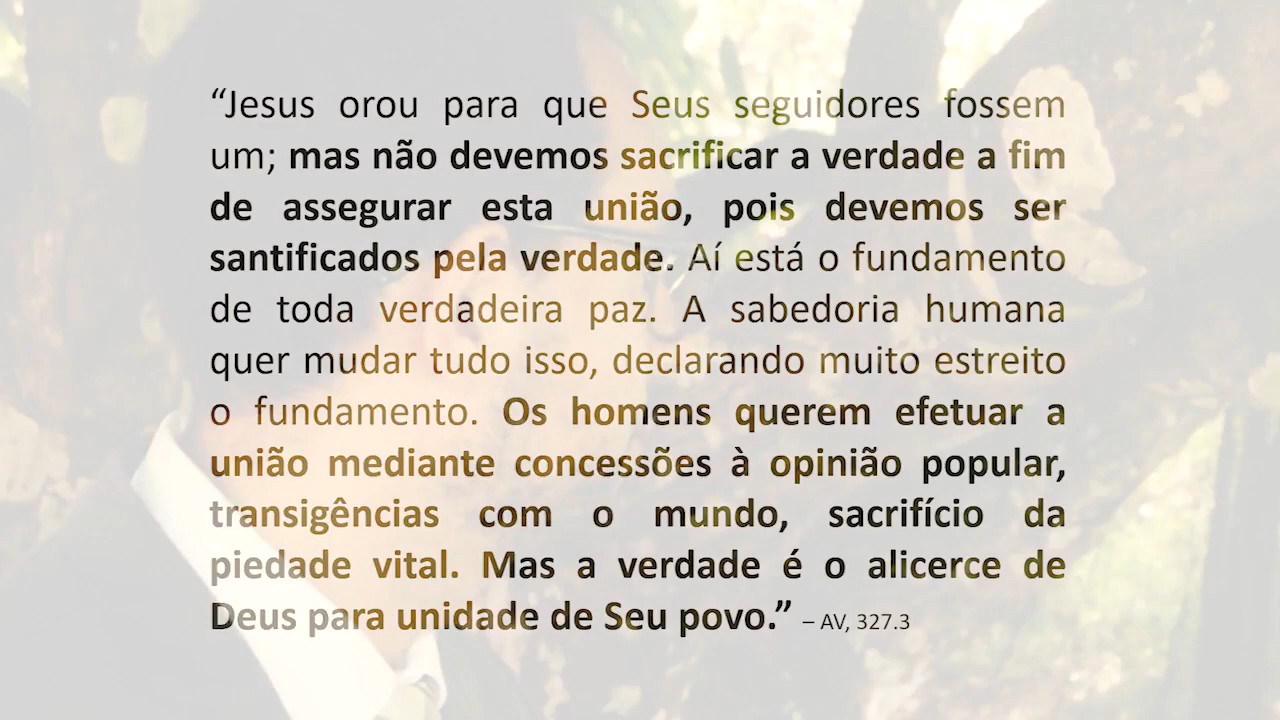 “Jesus orou para que Seus seguidores fossem
um; mas não devemos sacrificar a verdade a fim
de assegurar esta união, pois devemos ser
santificados pela verdade. Aí está o fundamento
de toda verdadeira paz. A sabedoria humana
quer mudar tudo isso, declarando muito estreito
o fundamento. Os homens querem efetuar a
união mediante concessões à opinião popular,
transigências com o mundo, sacrifício da
piedade vital. Mas a verdade é o alicerce de
Deus para unidade de Seu povo.” – AV, 327.3